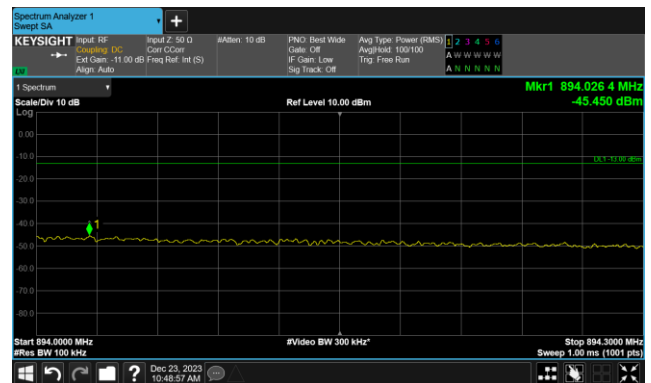 Spectrum Analyzer 1
Swept SA
+
KEYSIGHT
Input: RF
Coupling: DC
Ext Gain: -11.00 dB
Align: Auto
Input Z: 50 Ω
Corr CCorr
Freq Ref: Int (S)
#Atten: 10 dB
PNO: Best Wide
Gate: Off
IF Gain: Low
Sig Track: Off
Avg Type: Power (RMS)
Avg|Hold: 100/100
Trig: Free Run
1 2 3 4 5 6
A W W W W W
A N N N N N
1 Spectrum
Scale/Div 10 dB
Log
Ref Level 10.00 dBm
Mkr1 894.026 4 MHz
-45.450 dBm
0.00
-10.0
DL1 -13.00 dBm
-20.0
-30.0
-40.0
1
-50.0
-60.0
-70.0
-80.0
Start 894.0000 MHz
#Res BW 100 kHz
#Video BW 300 kHz*
Stop 894.3000 MHz
Sweep 1.00 ms (1001 pts)
?
Dec 23, 2023
10:48:57 AM